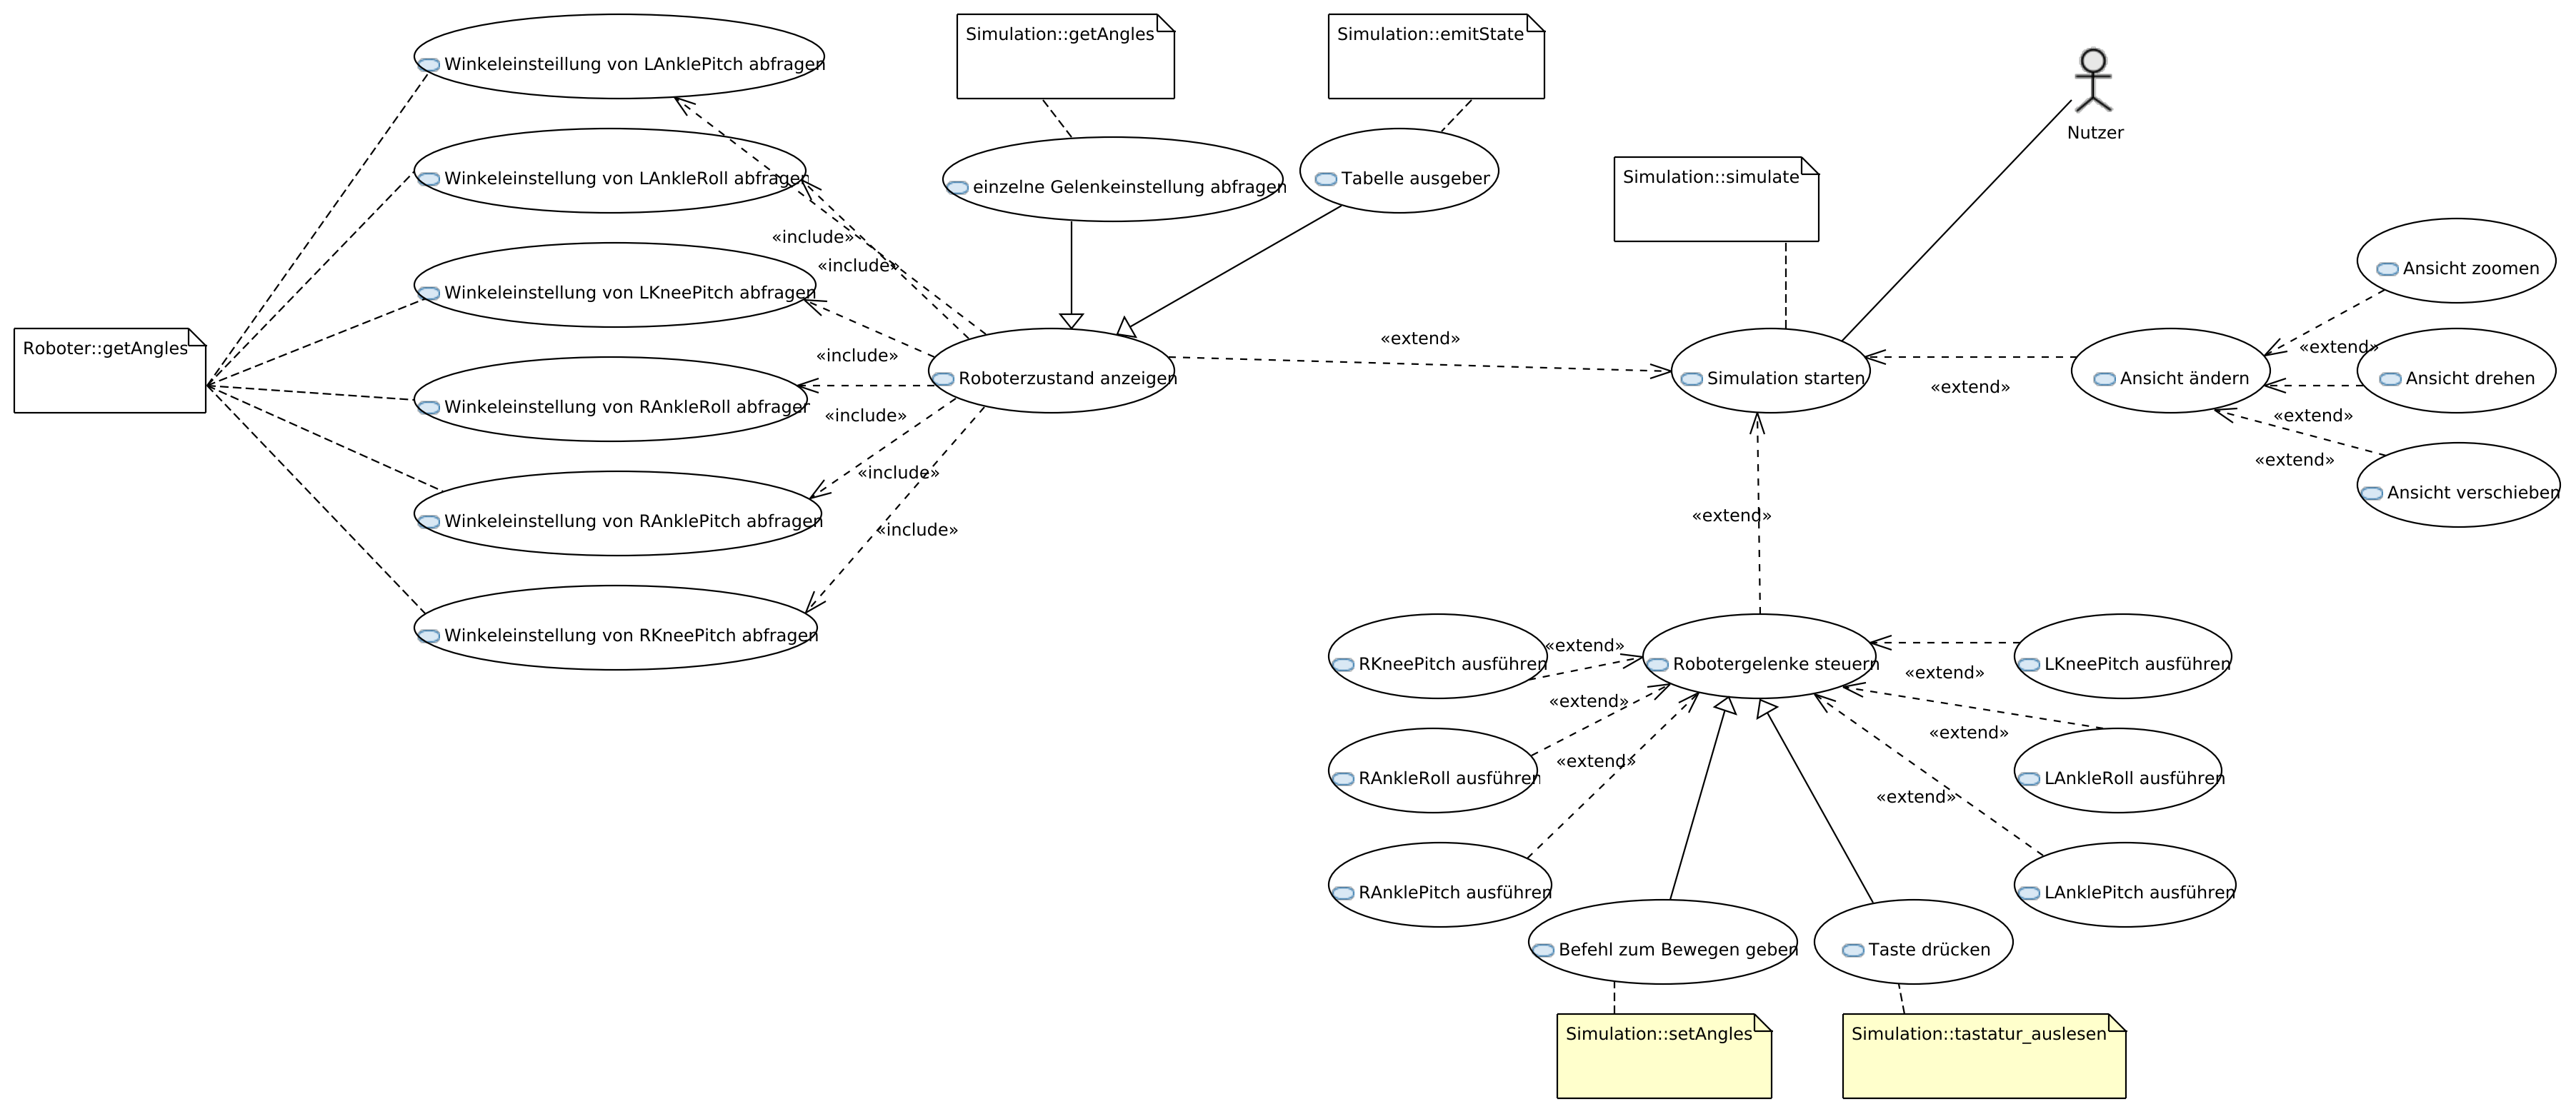 Winkeleinsteillung von LAnklePitch abfragen
Simulation::getAngles
Simulation::emitState
Nutzer
Winkeleinstellung von LAnkleRoll abfragen
einzelne Gelenkeinstellung abfragen
Tabelle ausgeben
Simulation::simulate
«include»
«include»
Winkeleinstellung von LKneePitch abfragen
Ansicht zoomen
Roboter::getAngles
«include»
Roboterzustand anzeigen
«extend»
Simulation starten
«extend»
Ansicht ändern
«extend»
Ansicht drehen
Winkeleinstellung von RAnkleRoll abfragen
«include»
«extend»
«include»
«extend»
Ansicht verschieben
Winkeleinstellung von RAnklePitch abfragen
«include»
«extend»
Winkeleinstellung von RKneePitch abfragen
RKneePitch ausführen
«extend»
Robotergelenke steuern
«extend»
LKneePitch ausführen
«extend»
«extend»
RAnkleRoll ausführen
«extend»
«extend»
LAnkleRoll ausführen
RAnklePitch ausführen
LAnklePitch ausführen
Befehl zum Bewegen geben
Taste drücken
Simulation::setAngles
Simulation::tastatur_auslesen